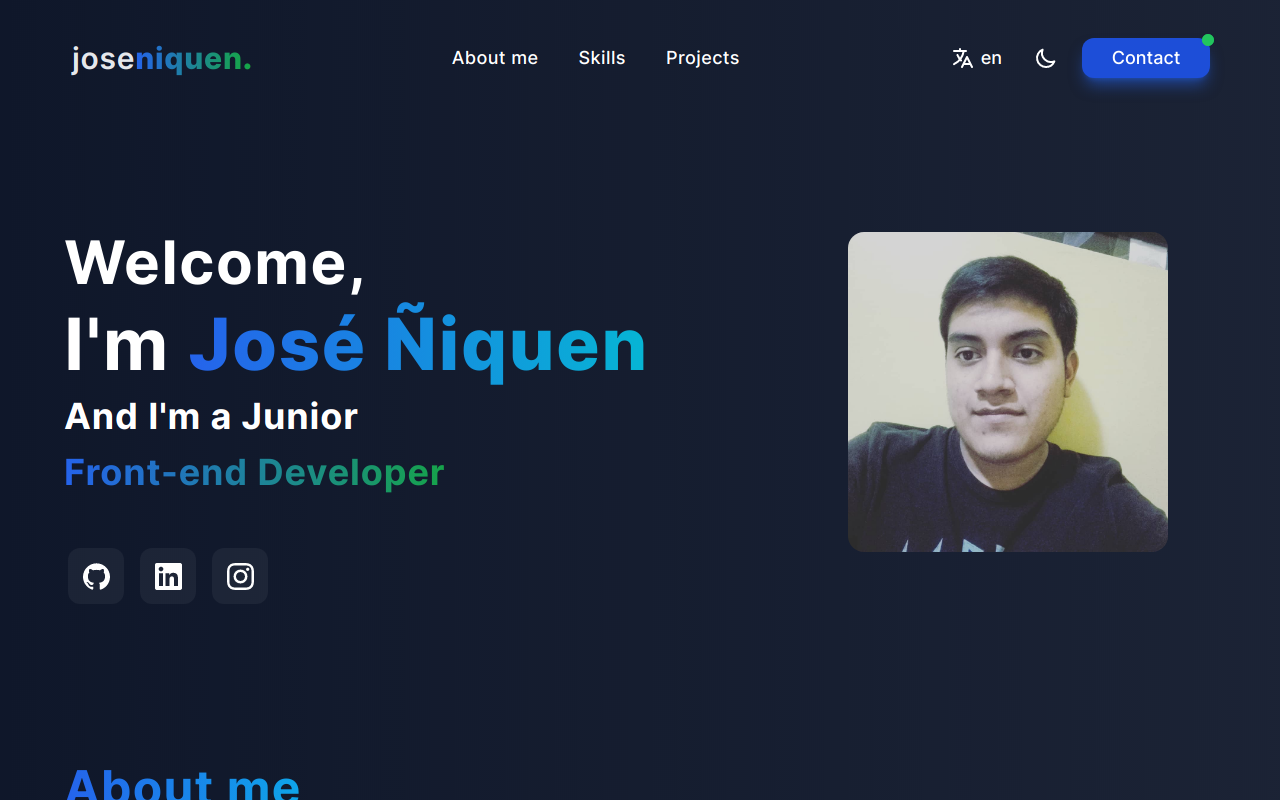 joseniquen.
About me
Skills
Projects
en
Contact
Welcome,
I'm José Ñiquen
And I'm a Junior
Front-end Developer
About me